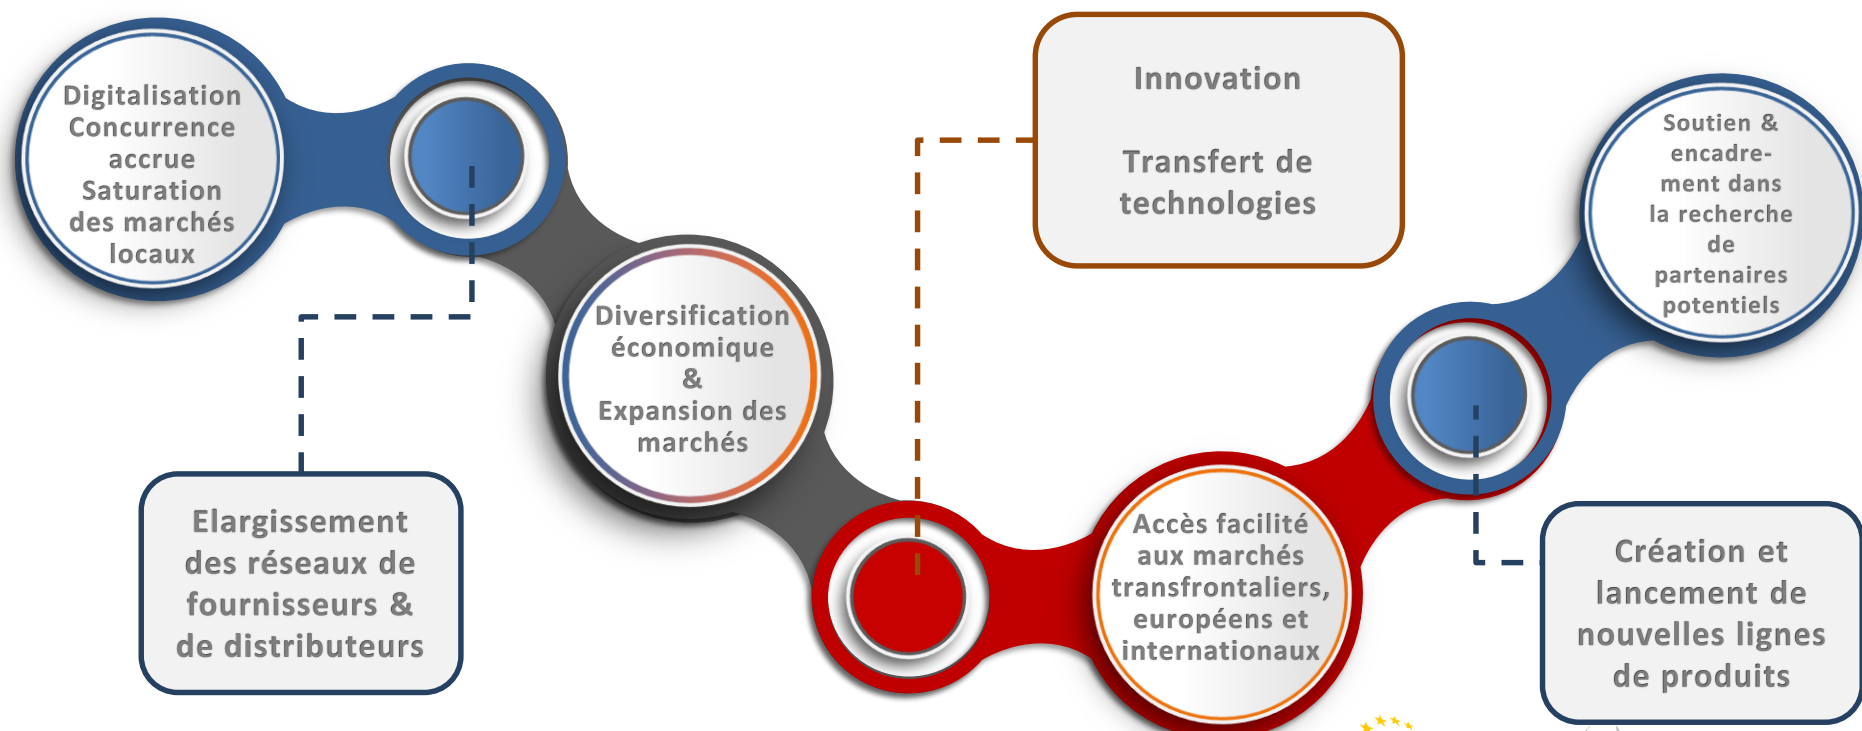 Digitalisation
Concurrence
accrue
Saturation
des marchés
locaux
Elargissement
des réseaux de
fournisseurs &
de distributeurs
Diversification
économique
&
Expansion des
marchés
Innovation
Transfert de
technologies
Accès facilité
aux marchés
transfrontaliers,
européens et
internationaux
Création et
lancement de
nouvelles lignes
de produits
Soutien &
encadre-
ment dans
la recherche
de
partenaires
potentiels